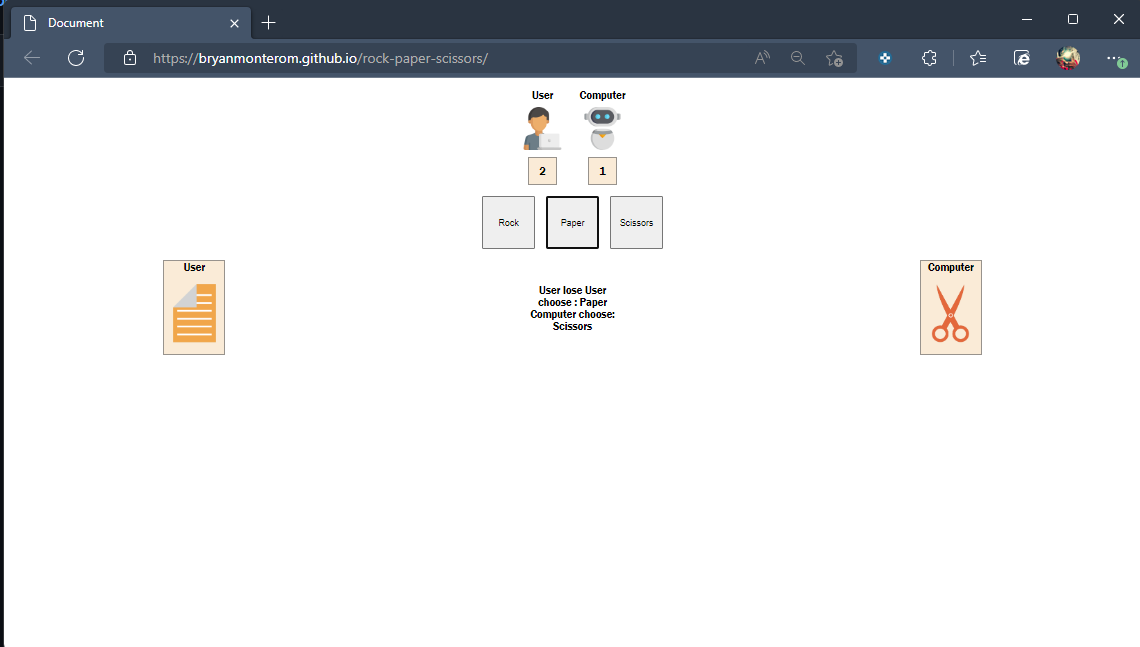 Document
https://bryanmonterom.github.io/rock-paper-scissors/
User Computer
2 1
Rock Paper Scissors
User
Computer
User lose User
choose : Paper
Computer choose:
Scissors